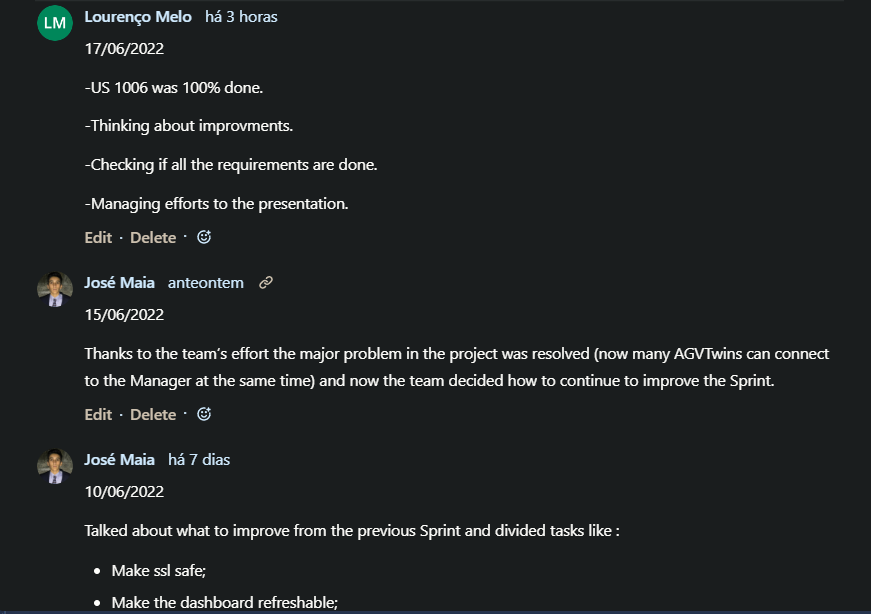 LM
Lourenço Melo há 3 horas
17/06/2022
-US 1006 was 100% done.
-Thinking about improvments.
-Checking if all the requirements are done.
-Managing efforts to the presentation.
Edit · Delete ·
José Maia anteontem
15/06/2022
Thanks to the team's effort the major problem in the project was resolved (now many AGVTwins can connect
to the Manager at the same time) and now the team decided how to continue to improve the Sprint.
Edit · Delete ·
José Maia há 7 dias
10/06/2022
Talked about what to improve from the previous Sprint and divided tasks like :
• Make ssl safe;
• Make the dashboard refreshable;